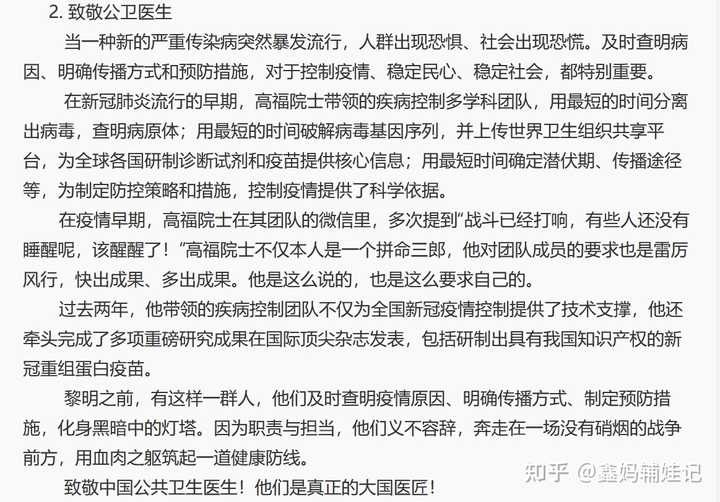 2. 致敬公卫医生
当一种新的严重传染病突然暴发流行，人群出现恐惧、社会出现恐慌。及时查明病
因、明确传播方式和预防措施，对于控制疫情、稳定民心、稳定社会，都特别重要。
在新冠肺炎流行的早期，高福院士带领的疾病控制多学科团队，用最短的时间分离
出病毒，查明病原体；用最短的时间破解病毒基因序列，并上传世界卫生组织共享平
台，为全球各国研制诊断试剂和疫苗提供核心信息；用最短时间确定潜伏期、传播途径
等，为制定防控策略和措施，控制疫情提供了科学依据。
在疫情早期，高福院士在其团队的微信里，多次提到“战斗已经打响，有些人还没有
睡醒呢，该醒醒了！“高福院士不仅本人是一个拼命三郎，他对团队成员的要求也是雷厉
风行，快出成果、多出成果。他是这么说的，也是这么要求自己的。
过去两年，他带领的疾病控制团队不仅为全国新冠疫情控制提供了技术支撑，他还
牵头完成了多项重磅研究成果在国际顶尖杂志发表，包括研制出具有我国知识产权的新
冠重组蛋白疫苗。
黎明之前，有这样一群人，他们及时查明疫情原因、明确传播方式、制定预防措
施，化身黑暗中的灯塔。因为职责与担当，他们义不容辞，奔走在一场没有硝烟的战争
前方，用血肉之躯筑起一道健康防线。
致敬中国公共卫生医生！他们是真正的大国医匠！
知乎 @鑫妈辅娃记